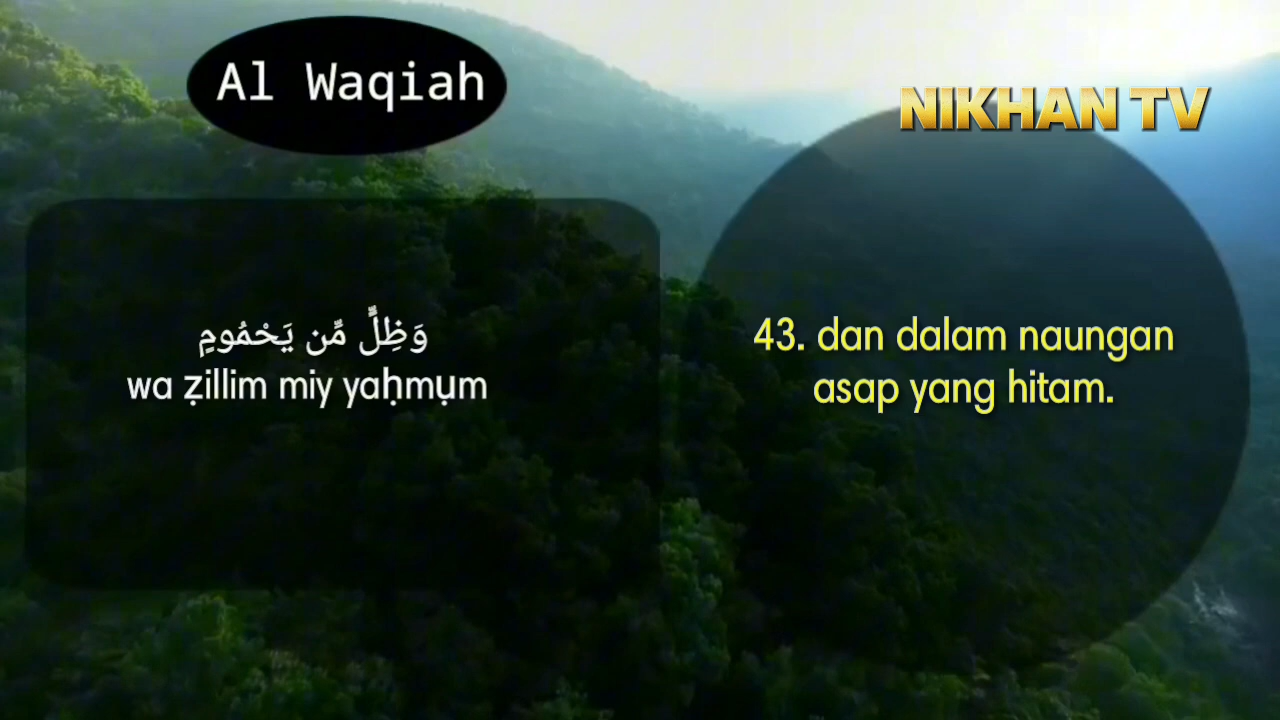 Al Waqiah
NIKHAN TV
وَظِلٍّ مِّن يَحْمُومٍ
wa ẓillim miy yaḥmụm
43. dan dalam naungan
asap yang hitam.